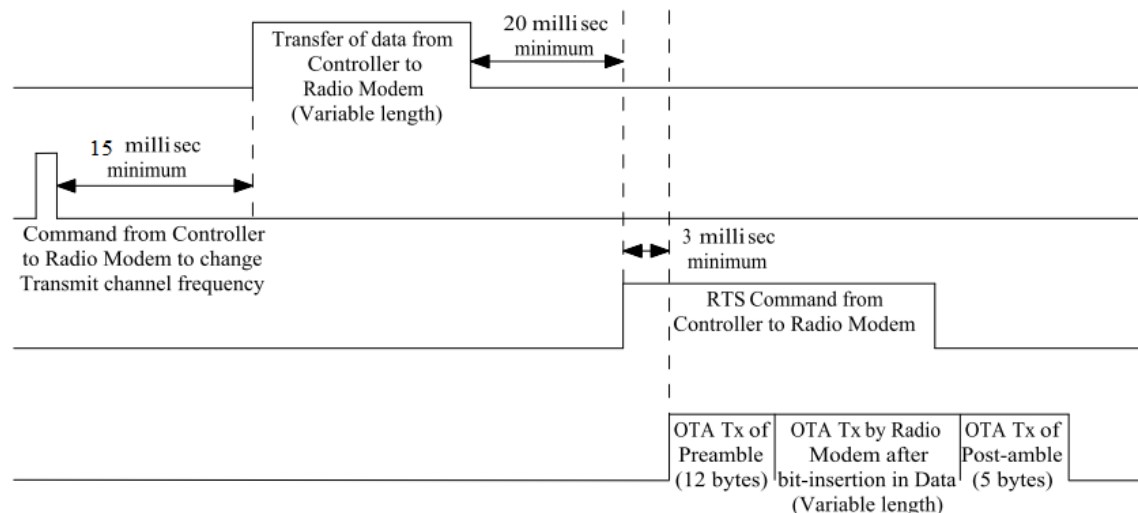 Transfer of data from
Controller to
Radio Modem
(Variable length)
20 milli sec
minimum
15 milli sec
minimum
Command from Controller
to Radio Modem to change
Transmit channel frequency
3 milli sec
minimum
RTS Command from
Controller to Radio Modem
OTA Tx of
Preamble
(12 bytes)
OTA Tx by Radio
Modem after
bit-insertion in Data
(Variable length)
OTA Tx of
Post-amble
(5 bytes)